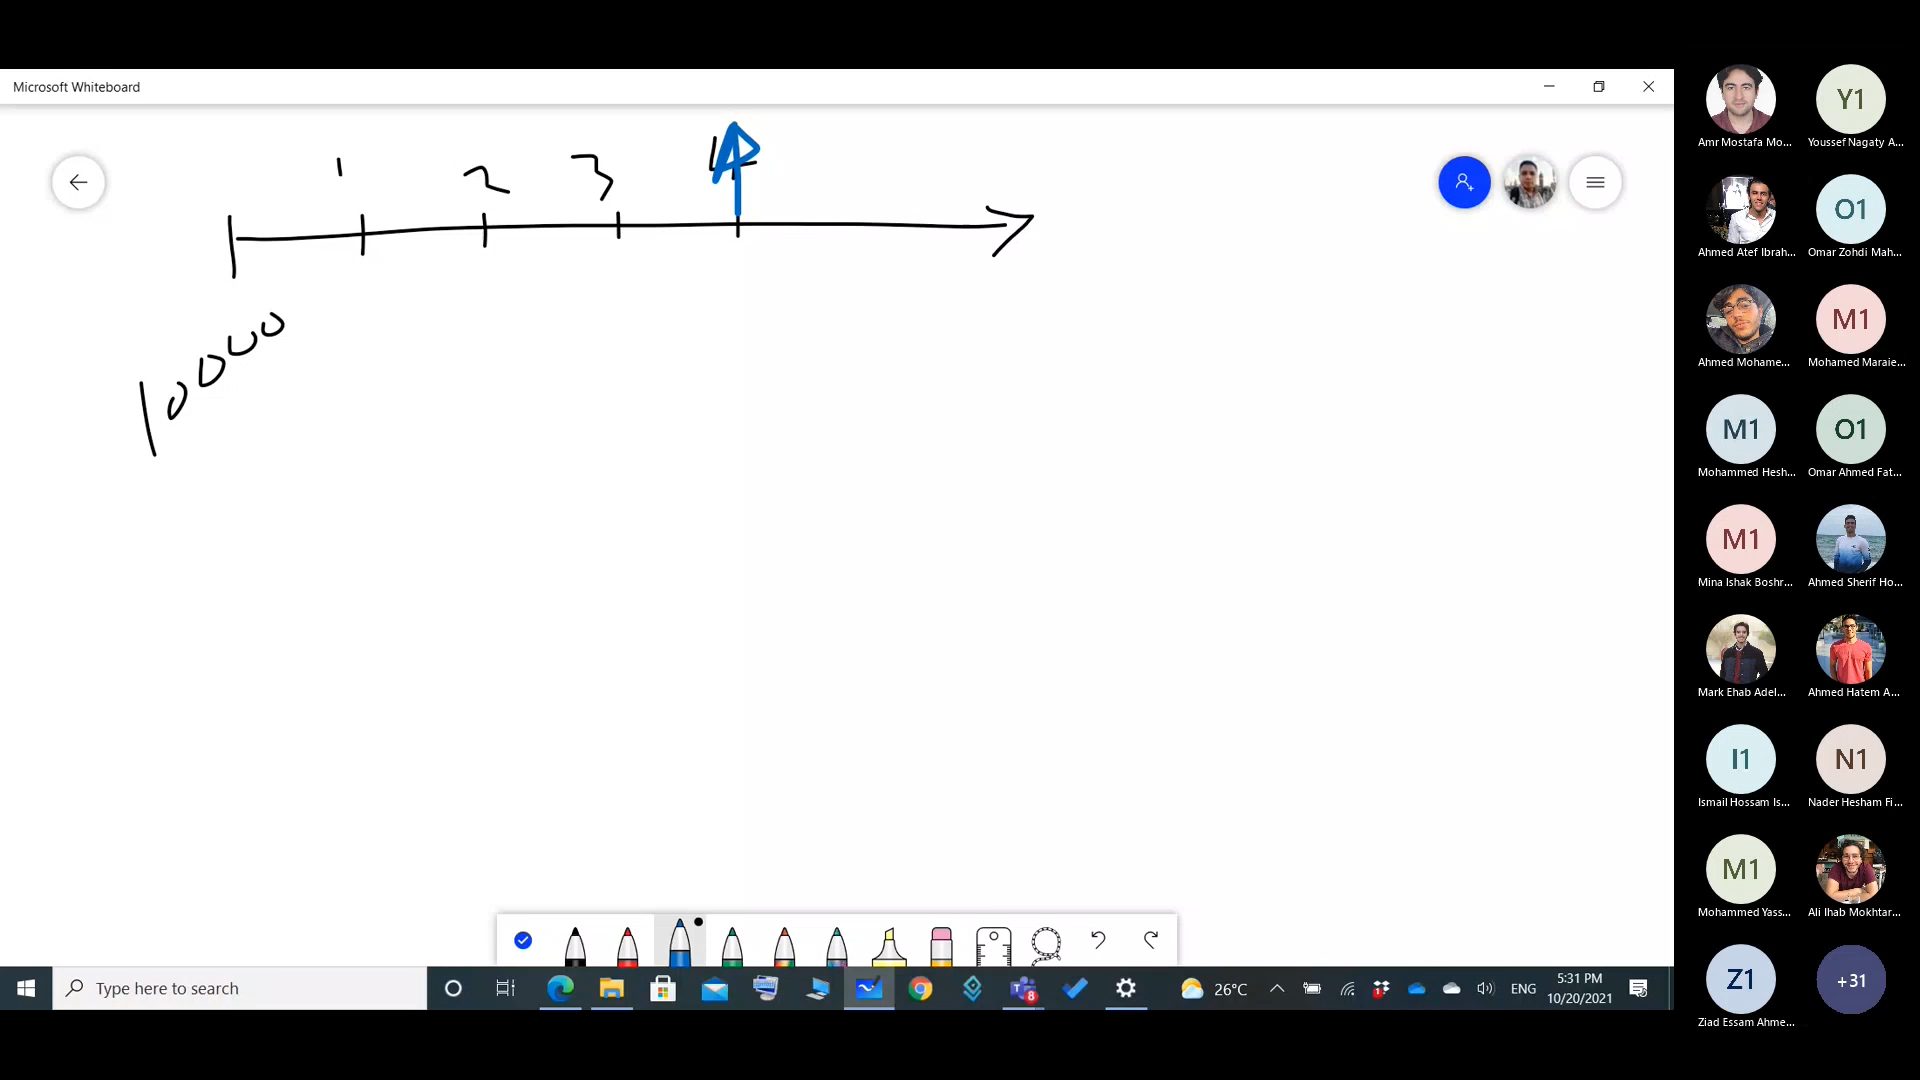 Microsoft Whiteboard
1 2 3 4
10000
Amr Mostafa Mo...
Y1
Youssef Nagaty A...
Ahmed Atef Ibrah...
O1
Omar Zohdi Mah...
Ahmed Mohame...
M1
Mohamed Maraie...
M1
Mohammed Hesh...
O1
Omar Ahmed Fat...
M1
Mina Ishak Boshr...
Ahmed Sherif Ho...
Mark Ehab Adel...
Ahmed Hatem A...
I1
Ismail Hossam Is...
N1
Nader Hesham Fi...
M1
Mohammed Yass...
Ali Ihab Mokhtar...
Z1
Ziad Essam Ahme...
+31
Type here to search
8
26°C
1
ENG
5:31 PM
10/20/2021